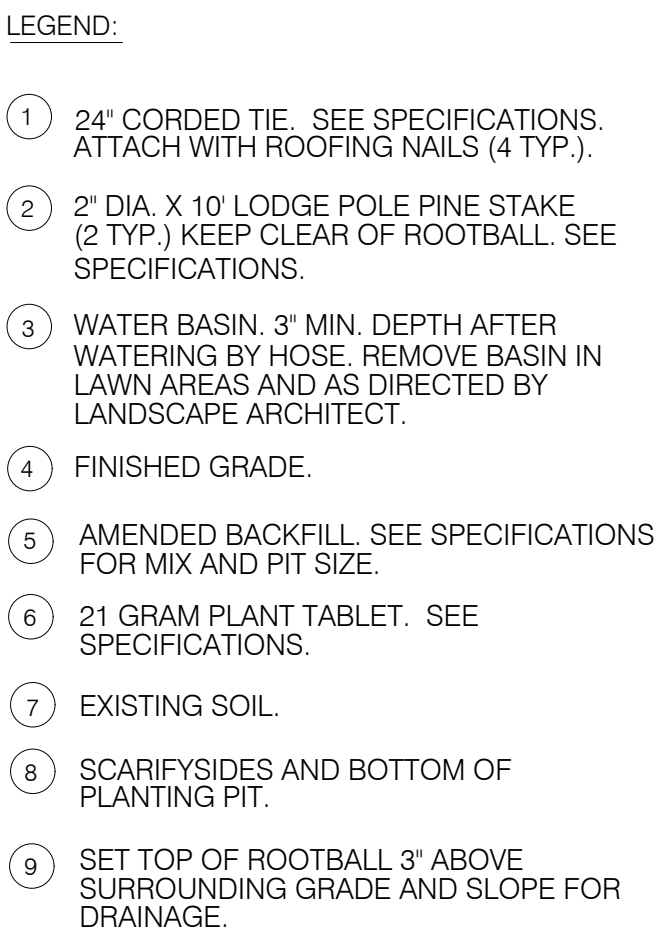 LEGEND:
1 24" CORDED TIE. SEE SPECIFICATIONS.
ATTACH WITH ROOFING NAILS (4 TYP.).
2 2" DIA. X 10' LODGE POLE PINE STAKE
(2 TYP.) KEEP CLEAR OF ROOTBALL. SEE
SPECIFICATIONS.
3 WATER BASIN. 3" MIN. DEPTH AFTER
WATERING BY HOSE. REMOVE BASIN IN
LAWN AREAS AND AS DIRECTED BY
LANDSCAPE ARCHITECT.
4 FINISHED GRADE.
5 AMENDED BACKFILL. SEE SPECIFICATIONS
FOR MIX AND PIT SIZE.
6 21 GRAM PLANT TABLET. SEE
SPECIFICATIONS.
7 EXISTING SOIL.
8 SCARIFYSIDES AND BOTTOM OF
PLANTING PIT.
9 SET TOP OF ROOTBALL 3" ABOVE
SURROUNDING GRADE AND SLOPE FOR
DRAINAGE.